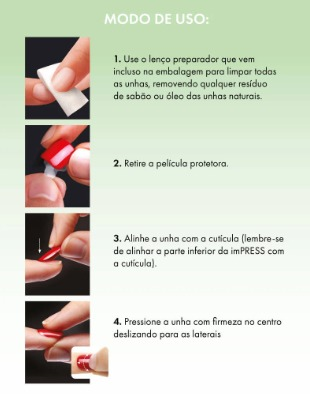 MODO DE USO:
1. Use o lenço preparador que vem
incluso na embalagem para limpar todas
as unhas, removendo qualquer resíduo
de sabão ou óleo das unhas naturais.
2. Retire a película protetora.
3. Alinhe a unha com a cutícula (lembre-se
de alinhar a parte inferior da imPRESS com
a cutícula).
4. Pressione a unha com firmeza no centro
deslizando para as laterais